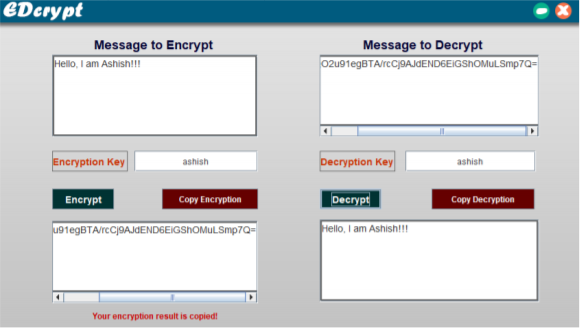 EDcrypt
Message to Encrypt
Hello, I am Ashish!!!
Encryption Key
ashish
Encrypt
Copy Encryption
u91egBTA/rcCj9AJdEND6EiGShOMuLSmp7Q=
Your encryption result is copied!
Message to Decrypt
O2u91egBTA/rcCj9AJdEND6EiGShOMuLSmp7Q=
Decryption Key
ashish
Decrypt
Copy Decryption
Hello, I am Ashish!!!